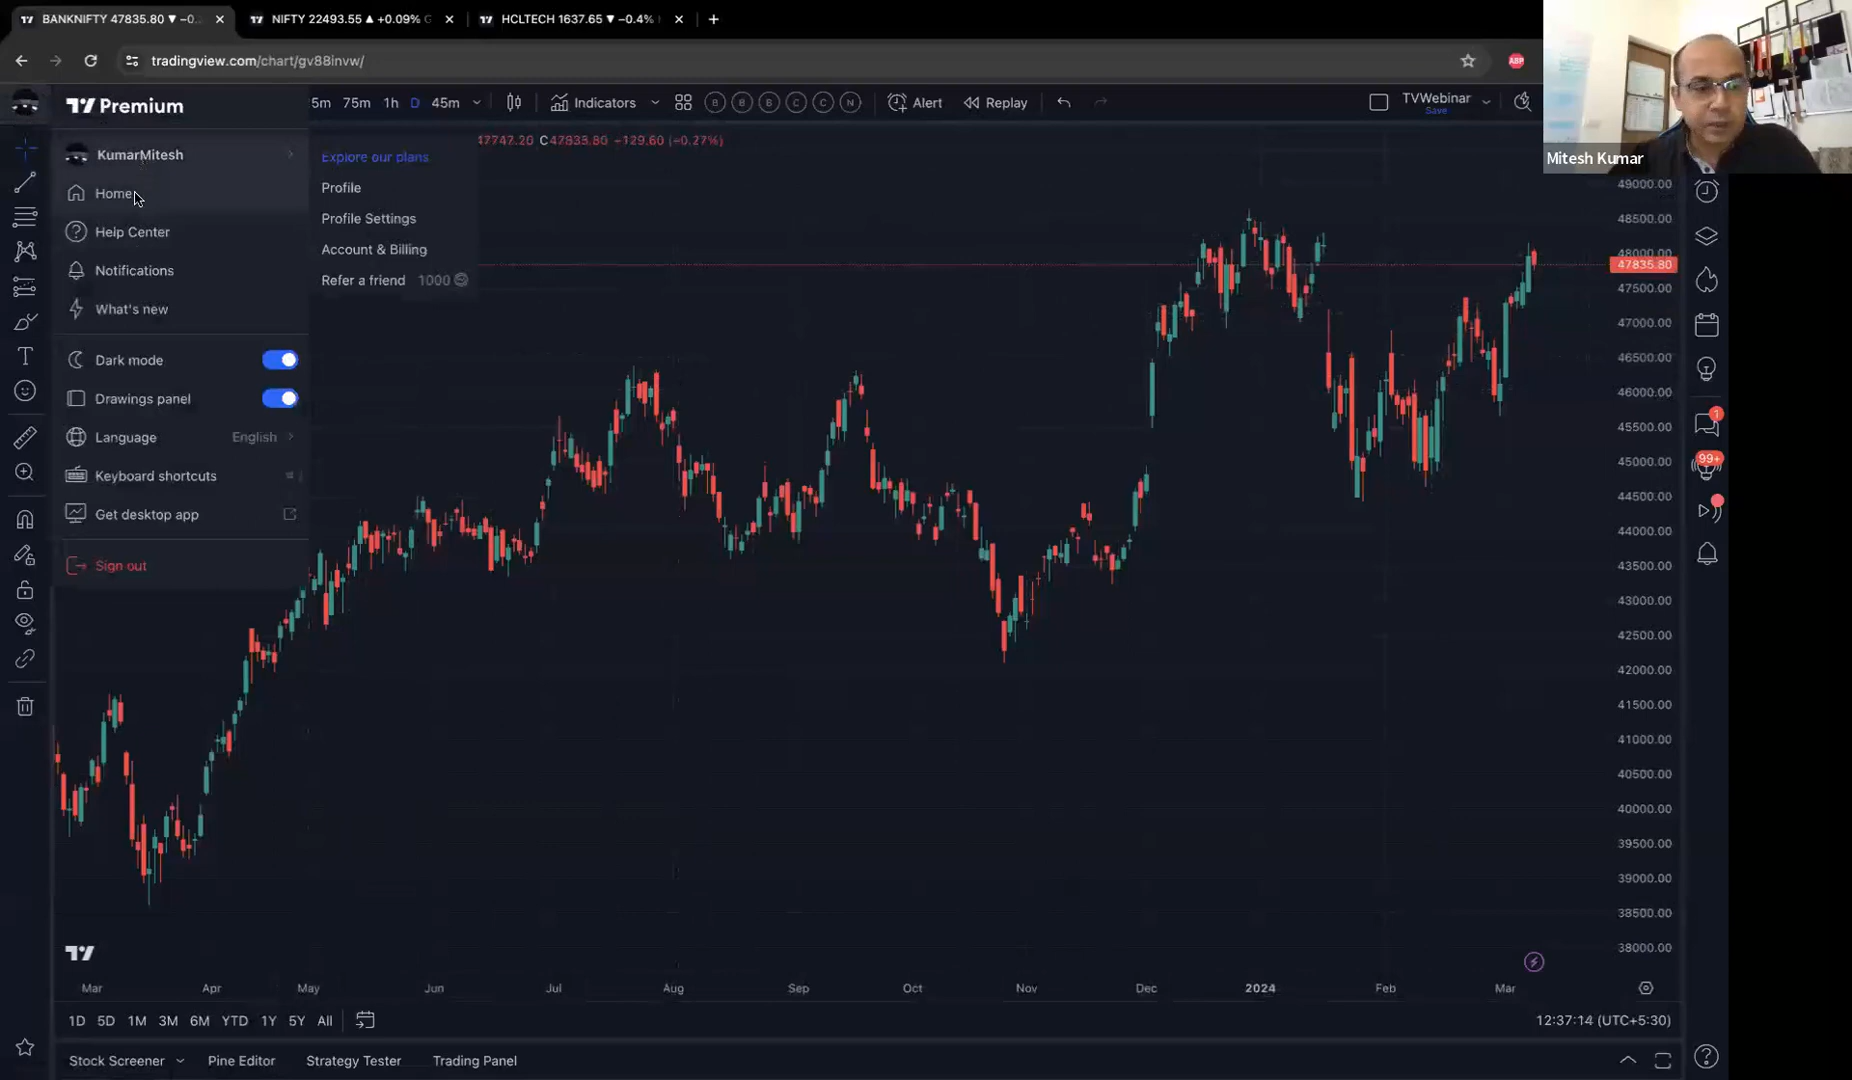 BANKNIFTY 47835.80 ▼ −0.
NIFTY 22493.55 ▲ +0.09%
HCLTECH 1637.65 ▼ −0.4%
tradingview.com/chart/gv88invw/
ABP
Premium
5m 75m 1h D 45m
Indicators
B B B C C N
Alert
Replay
TVWebinar
Save
Mitesh Kumar
47747.20 C47835.80 −129.60 (−0.27%)
KumarMitesh
Home
Help Center
Notifications
What's new
Dark mode
Drawings panel
Language English
Keyboard shortcuts
Get desktop app
Sign out
Explore our plans
Profile
Profile Settings
Account & Billing
Refer a friend 1000
49000.00
48500.00
48000.00
47835.80
47500.00
47000.00
46500.00
46000.00
45500.00
45000.00
44500.00
44000.00
43500.00
43000.00
42500.00
42000.00
41500.00
41000.00
40500.00
40000.00
39500.00
39000.00
38500.00
38000.00
1
99+
Mar Apr May Jun Jul Aug Sep Oct Nov Dec 2024 Feb Mar
1D 5D 1M 3M 6M YTD 1Y 5Y All
12:37:14 (UTC+5:30)
Stock Screener Pine Editor Strategy Tester Trading Panel